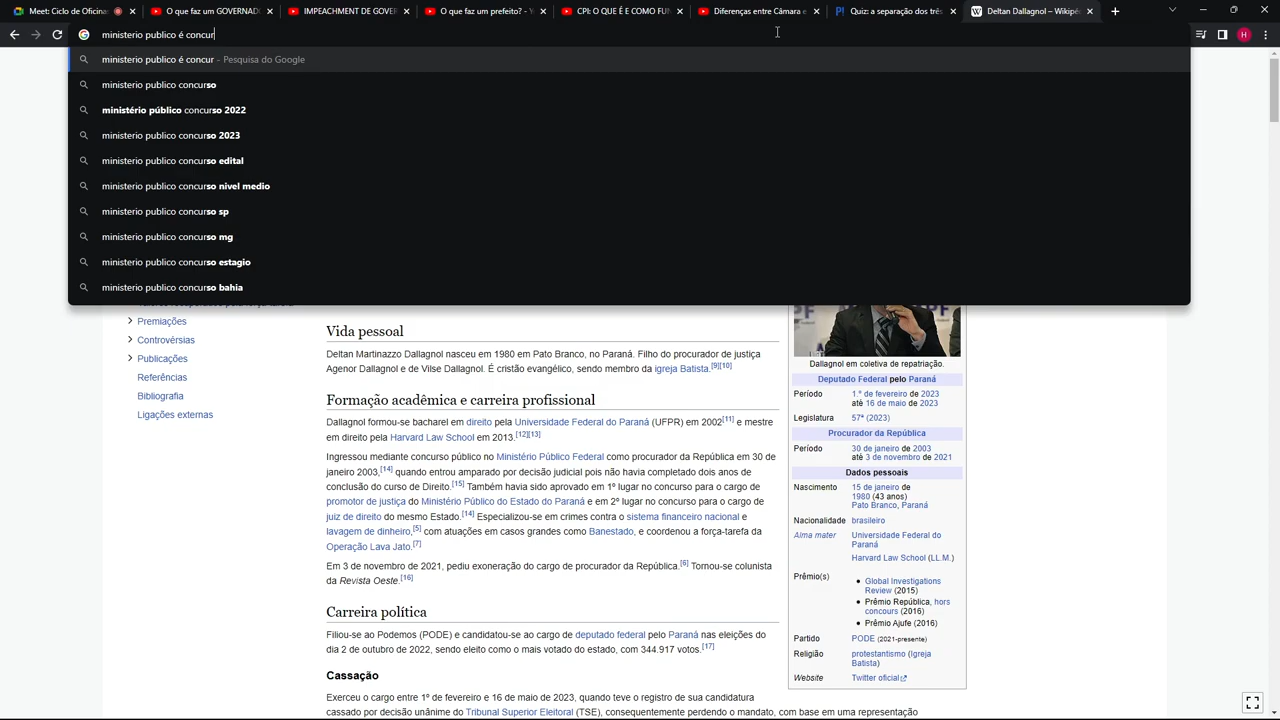 Meet: Ciclo de Oficina
O que faz um GOVERNAD
IMPEACHMENT DE GOVER
O que faz um prefeito? - Y
CPI: O QUE É E COMO FUN
Diferenças entre Câmara e
Quiz: a separação dos três
Deltan Dallagnol – Wikipé
ministerio publico é concur
H
ministerio publico é concur - Pesquisa do Google
ministerio publico concurso
ministério público concurso 2022
ministerio publico concurso 2023
ministerio publico concurso edital
ministerio publico concurso nivel medio
ministerio publico concurso sp
ministerio publico concurso mg
ministerio publico concurso estagio
ministerio publico concurso bahia
Premiações
Controvérsias
Publicações
Referências
Bibliografia
Ligações externas
Vida pessoal
Deltan Martinazzo Dallagnol nasceu em 1980 em Pato Branco, no Paraná. Filho do procurador de justiça
Agenor Dallagnol e de Vilse Dallagnol. É cristão evangélico, sendo membro da igreja Batista.[9][10]
Formação acadêmica e carreira profissional
Dallagnol formou-se bacharel em direito pela Universidade Federal do Paraná (UFPR) em 2002[11] e mestre
em direito pela Harvard Law School em 2013.[12][13]
Ingressou mediante concurso público no Ministério Público Federal como procurador da República em 30 de
janeiro 2003,[14] quando entrou amparado por decisão judicial pois não havia completado dois anos de
conclusão do curso de Direito.[15] Também havia sido aprovado em 1º lugar no concurso para o cargo de
promotor de justiça do Ministério Público do Estado do Paraná e em 2º lugar no concurso para o cargo de
juiz de direito do mesmo Estado.[14] Especializou-se em crimes contra o sistema financeiro nacional e
lavagem de dinheiro,[5] com atuações em casos grandes como Banestado, e coordenou a força-tarefa da
Operação Lava Jato.[7]
Em 3 de novembro de 2021, pediu exoneração do cargo de procurador da República.[6] Tornou-se colunista
da Revista Oeste.[16]
Carreira política
Filiou-se ao Podemos (PODE) e candidatou-se ao cargo de deputado federal pelo Paraná nas eleições do
dia 2 de outubro de 2022, sendo eleito como o mais votado do estado, com 344.917 votos.[17]
Cassação
Exerceu o cargo entre 1º de fevereiro e 16 de maio de 2023, quando teve o registro de sua candidatura
cassado por decisão unânime do Tribunal Superior Eleitoral (TSE), consequentemente perdendo o mandato, com base em uma representação
Dallagnol em coletiva de repatriação.
Deputado Federal pelo Paraná
Período 1.º de fevereiro de 2023
até 16 de maio de 2023
Legislatura 57ª (2023)
Procurador da República
Período 30 de janeiro de 2003
até 3 de novembro de 2021
Dados pessoais
Nascimento 15 de janeiro de
1980 (43 anos)
Pato Branco, Paraná
Nacionalidade brasileiro
Alma mater Universidade Federal do
Paraná
Harvard Law School (LL.M.)
Prêmio(s) Global Investigations
Review (2015)
Prêmio República, hors
concours (2016)
Prêmio Ajufe (2016)
Partido PODE (2021-presente)
Religião protestantismo (Igreja
Batista)
Website Twitter oficial